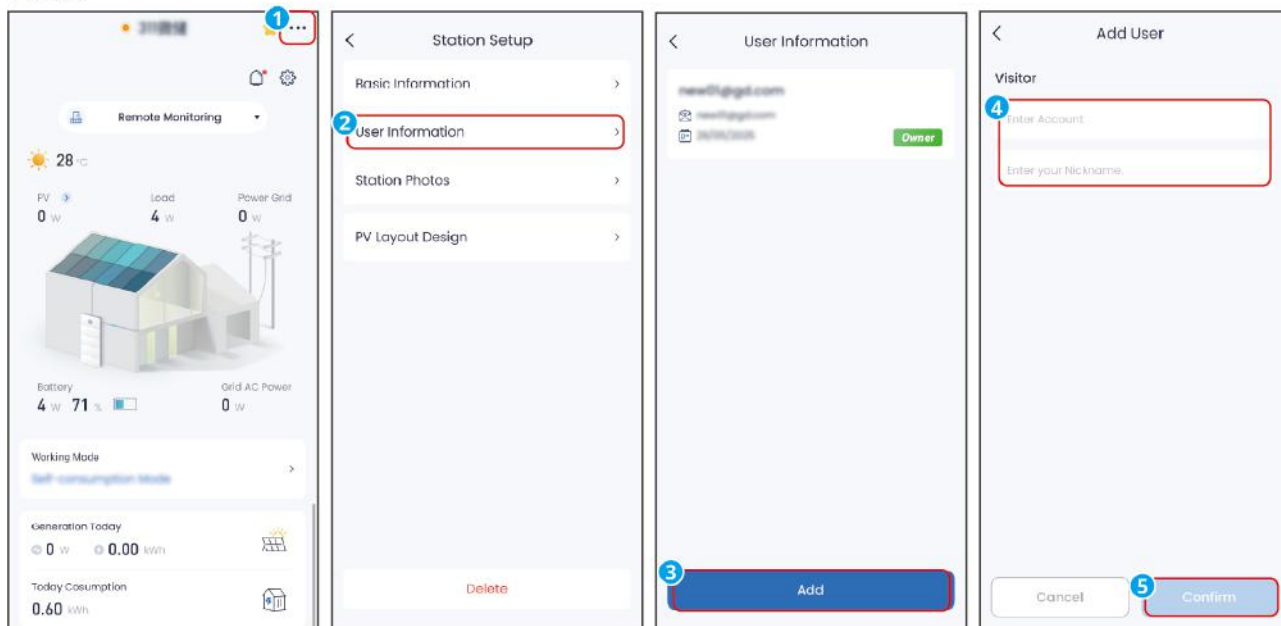 1
...
Remote Monitoring
28 °C
PV Load Power Grid
0 W 4 W 0 W
Battery Grid AC Power
4 W 71 % 0 W
Working Mode
Self-consumption Mode
Generation Today
0 W 0.00 kWh
Today Cosumption
0.60 kWh
Station Setup
Basic Information
2
User Information
Station Photos
PV Layout Design
Delete
User Information
Owner
3
Add
Add User
Visitor
4
Enter Account
Enter your Nickname.
Cancel
5
Confirm